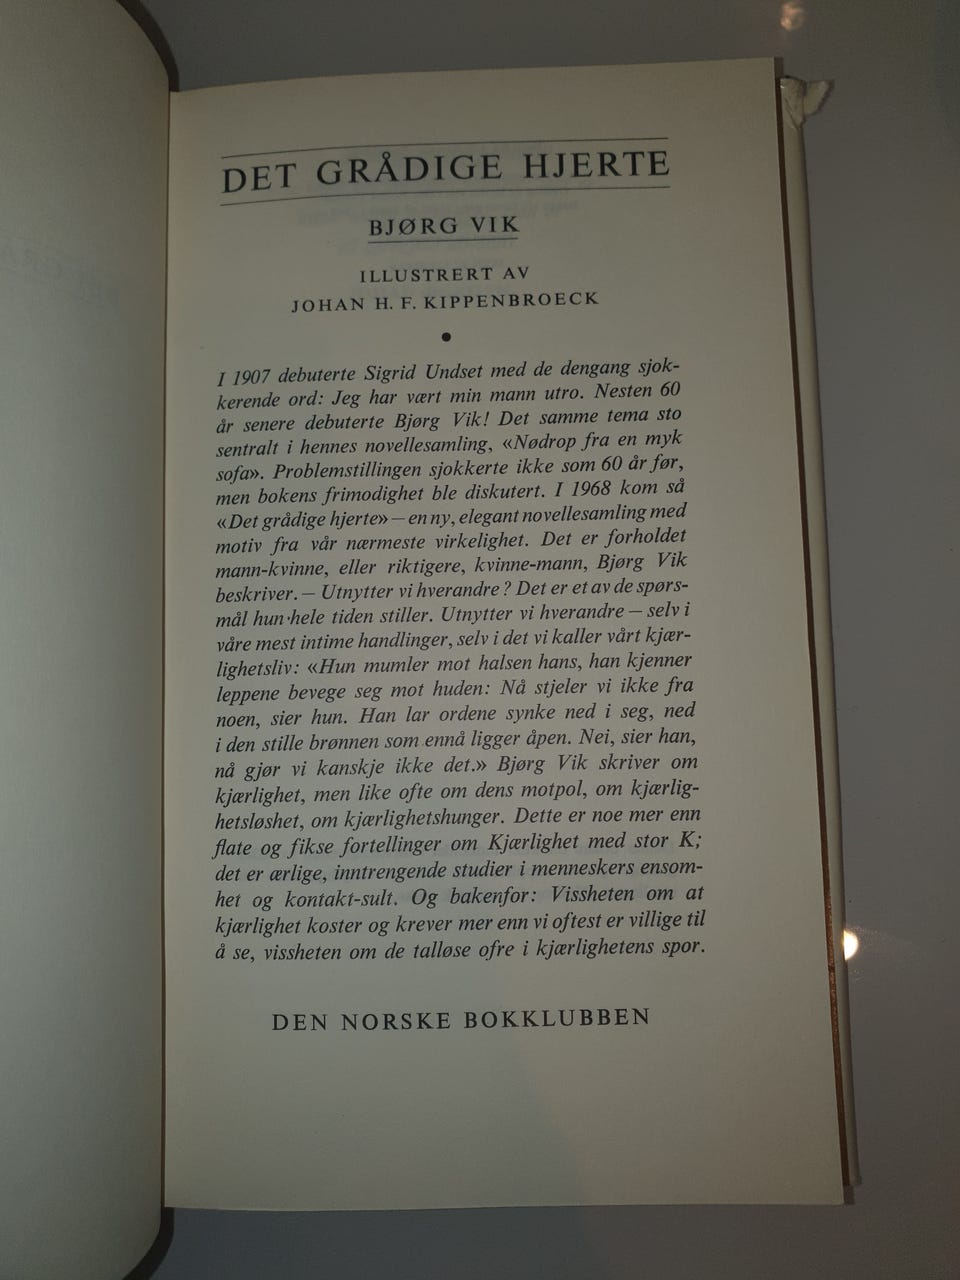 DET GRÅDIGE HJERTE
BJØRG VIK
ILLUSTRERT AV
JOHAN H. F. KIPPENBROECK
•
I 1907 debuterte Sigrid Undset med de dengang sjok-
kerende ord: Jeg har vært min mann utro. Nesten 60
år senere debuterte Bjørg Vik! Det samme tema sto
sentralt i hennes novellesamling, «Nødrop fra en myk
sofa». Problemstillingen sjokkerte ikke som 60 år før,
men bokens frimodighet ble diskutert. I 1968 kom så
«Det grådige hjerte» — en ny, elegant novellesamling med
motiv fra vår nærmeste virkelighet. Det er forholdet
mann-kvinne, eller riktigere, kvinne-mann, Bjørg Vik
beskriver. — Utnytter vi hverandre? Det er et av de spørs-
mål hun hele tiden stiller. Utnytter vi hverandre — selv i
våre mest intime handlinger, selv i det vi kaller vårt kjær-
lighetsliv: «Hun mumler mot halsen hans, han kjenner
leppene bevege seg mot huden: Nå stjeler vi ikke fra
noen, sier hun. Han lar ordene synke ned i seg, ned
i den stille brønnen som ennå ligger åpen. Nei, sier han,
nå gjør vi kanskje ikke det.» Bjørg Vik skriver om
kjærlighet, men like ofte om dens motpol, om kjærlig-
hetsløshet, om kjærlighetshunger. Dette er noe mer enn
flate og fikse fortellinger om Kjærlighet med stor K;
det er ærlige, inntrengende studier i menneskers ensom-
het og kontakt-sult. Og bakenfor: Vissheten om at
kjærlighet koster og krever mer enn vi oftest er villige til
å se, vissheten om de talløse ofre i kjærlighetens spor.
DEN NORSKE BOKKLUBBEN